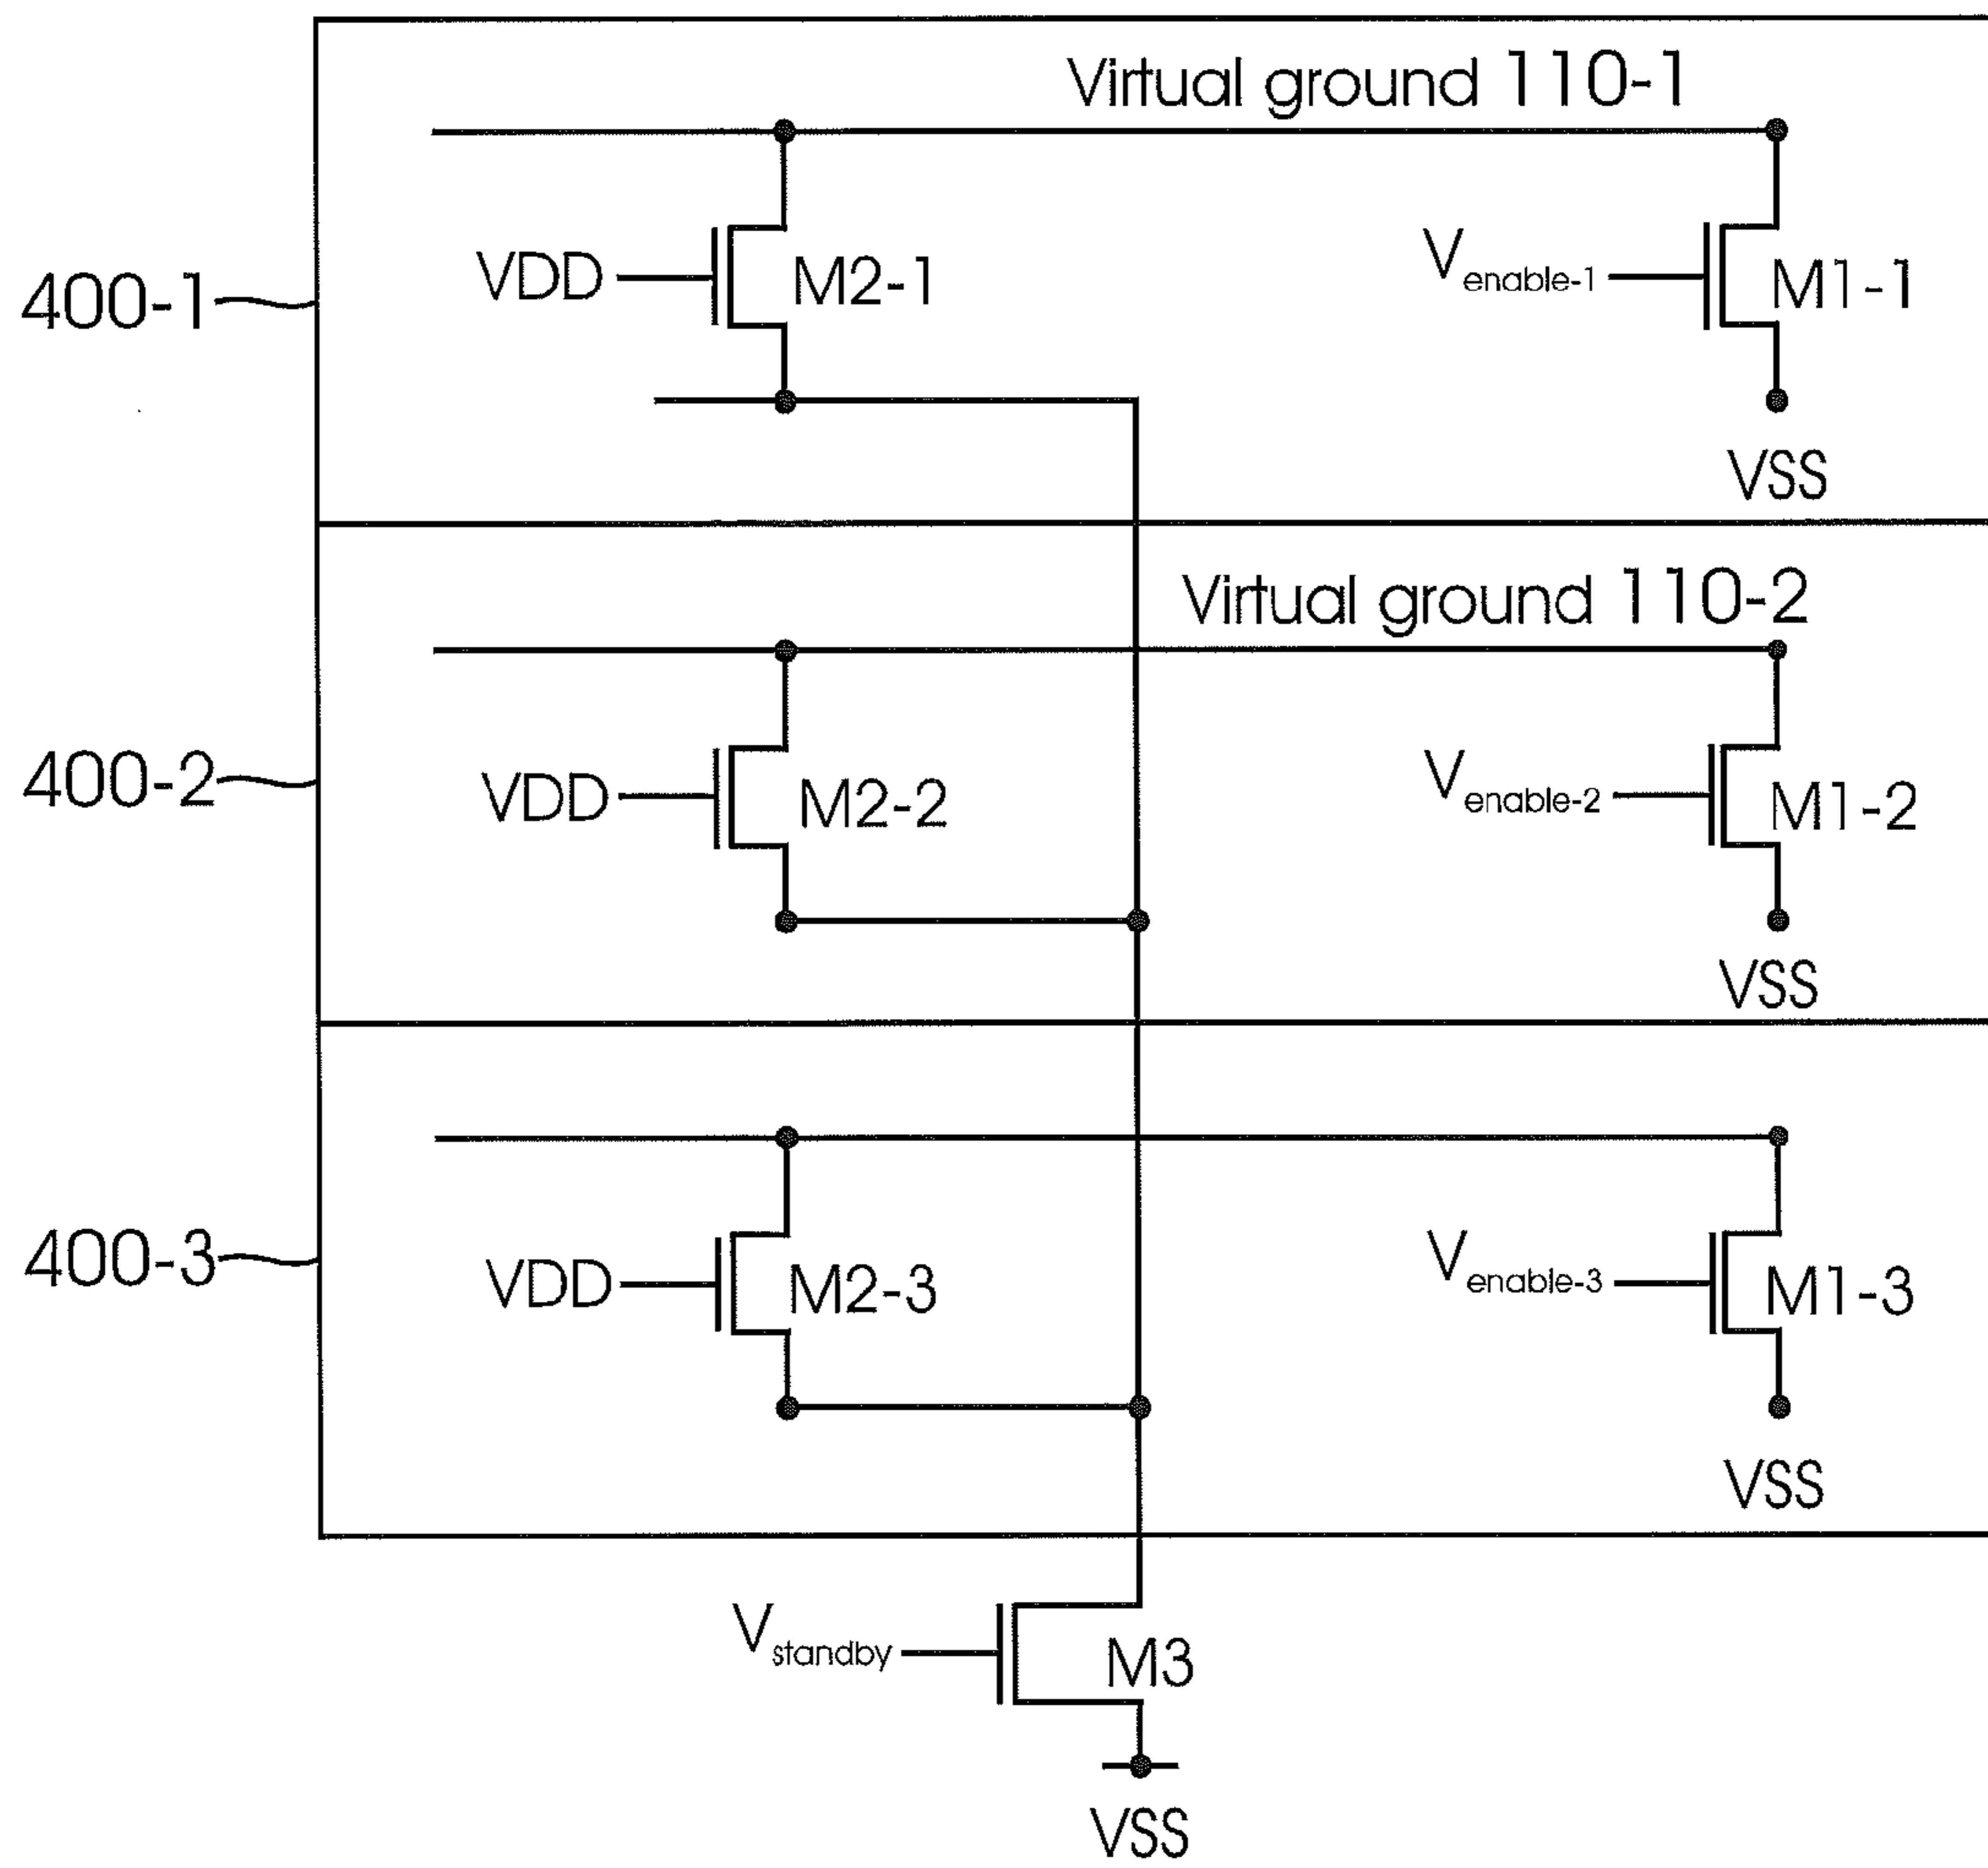 Virtual ground 110-1
400-1
VDD
M2-1
Venable-1
M1-1
VSS
Virtual ground 110-2
400-2
VDD
M2-2
Venable-2
M1-2
VSS
400-3
VDD
M2-3
Venable-3
M1-3
VSS
Vstandby
M3
VSS